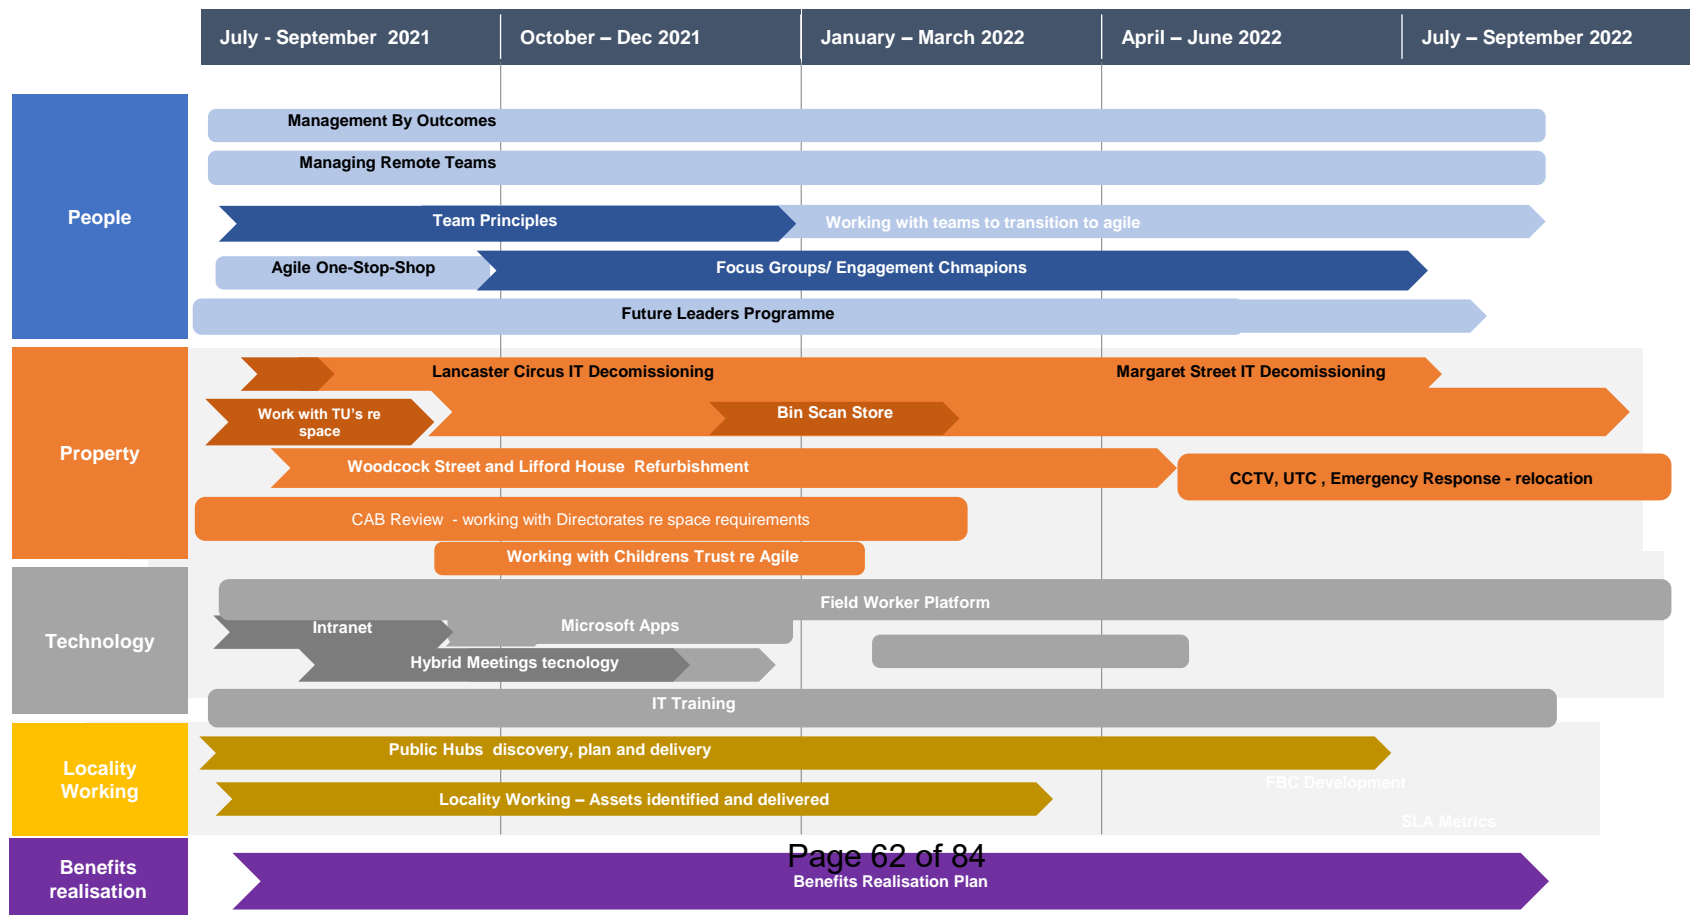 July - September  2021
October – Dec 2021
January – March 2022
April – June 2022
July – September 2022
People
Management By Outcomes
Managing Remote Teams
Team Principles
Working with teams to transition to agile
Agile One-Stop-Shop
Focus Groups/ Engagement Chmapions
Future Leaders Programme
Property
Lancaster Circus IT Decomissioning
Margaret Street IT Decomissioning
Work with TU's re
space
Bin Scan Store
Woodcock Street and Lifford House  Refurbishment
CCTV, UTC , Emergency Response - relocation
CAB Review  - working with Directorates re space requirements
Working with Childrens Trust re Agile
Technology
Field Worker Platform
Intranet
Microsoft Apps
Hybrid Meetings tecnology
IT Training
Locality
Working
Public Hubs  discovery, plan and delivery
FBC Development
Locality Working – Assets identified and delivered
SLA Metrics
Benefits
realisation
Page 62 of 84
Benefits Realisation Plan